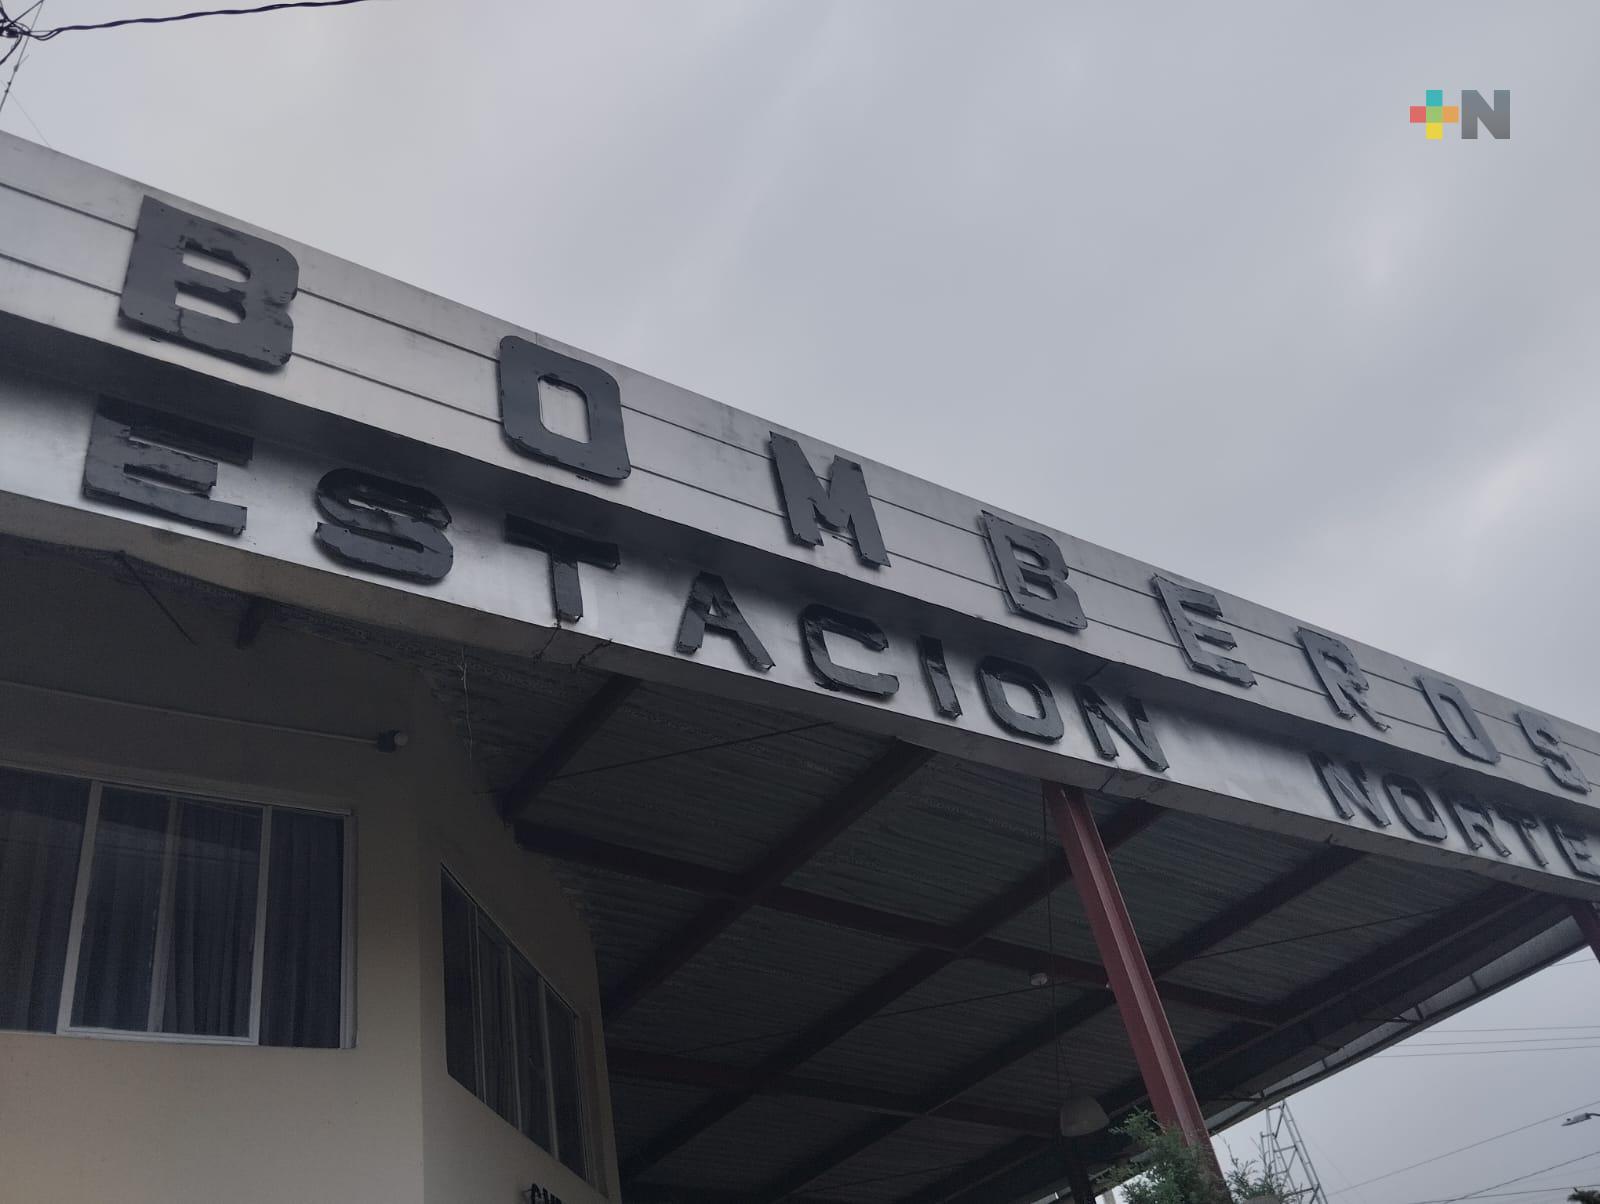 BOMBEROS
ESTACION NORTE
+N